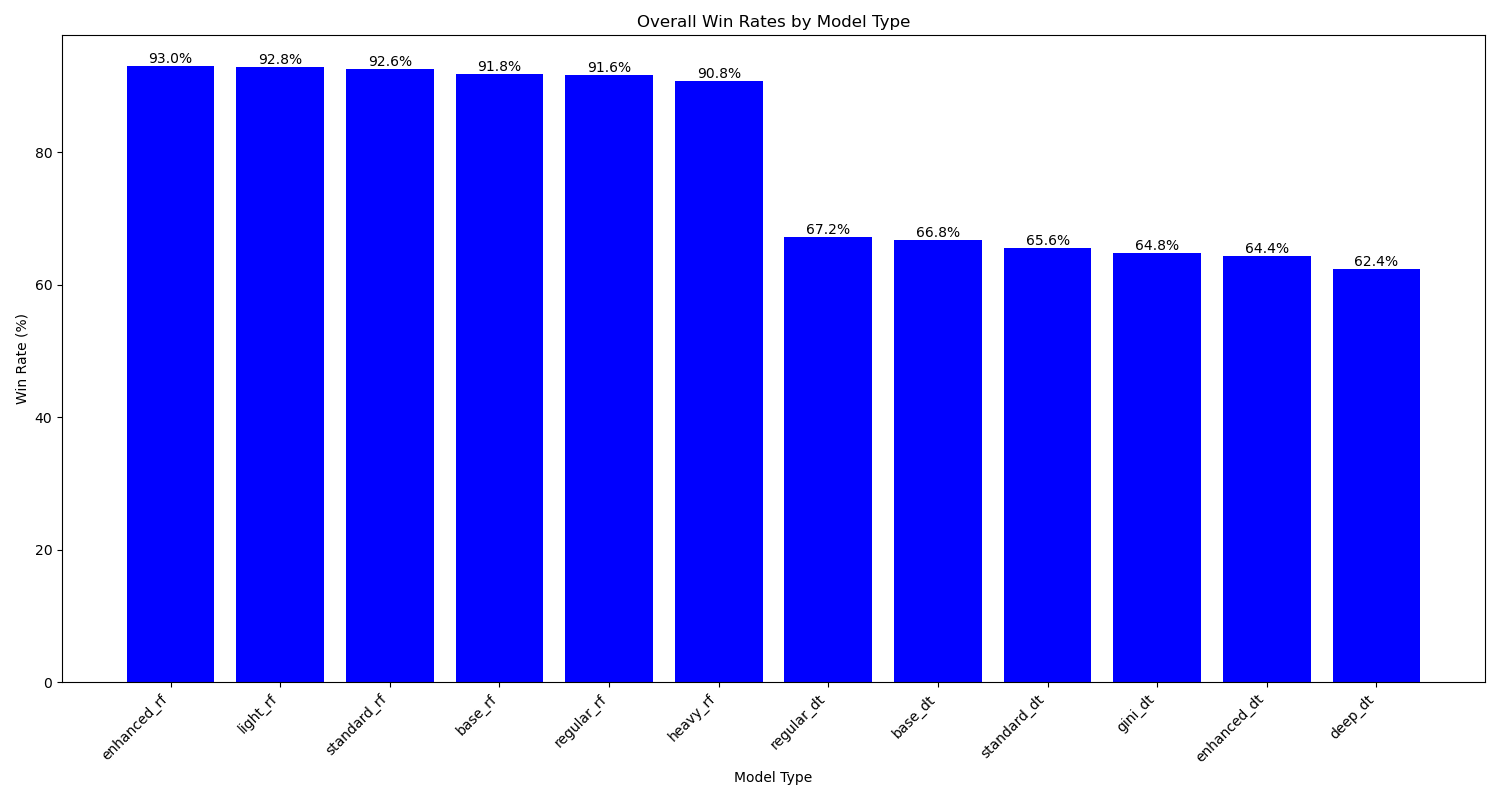 Overall Win Rates by Model Type
93.0%
92.8%
92.6%
91.8%
91.6%
90.8%
67.2%
66.8%
65.6%
64.8%
64.4%
62.4%
Win Rate (%)
80
60
40
20
0
enhanced_rf
light_rf
standard_rf
base_rf
regular_rf
heavy_rf
regular_dt
base_dt
standard_dt
gini_dt
enhanced_dt
deep_dt
Model Type